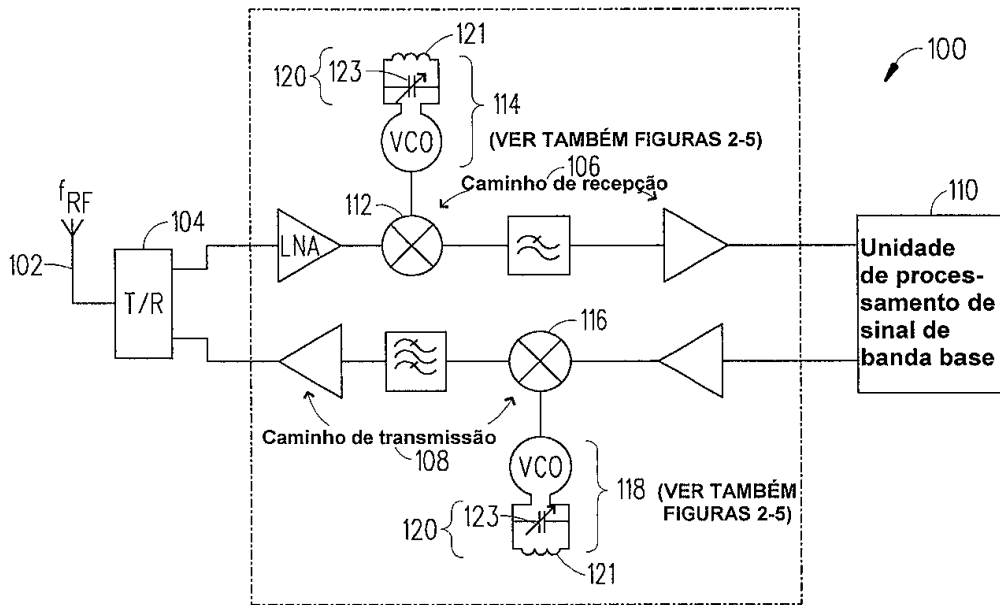 121
100
120
123
114
VCO
(VER TAMBÉM FIGURAS 2-5)
106
Caminho de recepção
f RF
104
112
110
102
LNA
T/R
Unidade
de proces-
samento de
sinal de
banda base
116
Caminho de transmissão
108
VCO
118
(VER TAMBÉM
FIGURAS 2-5)
120
123
121